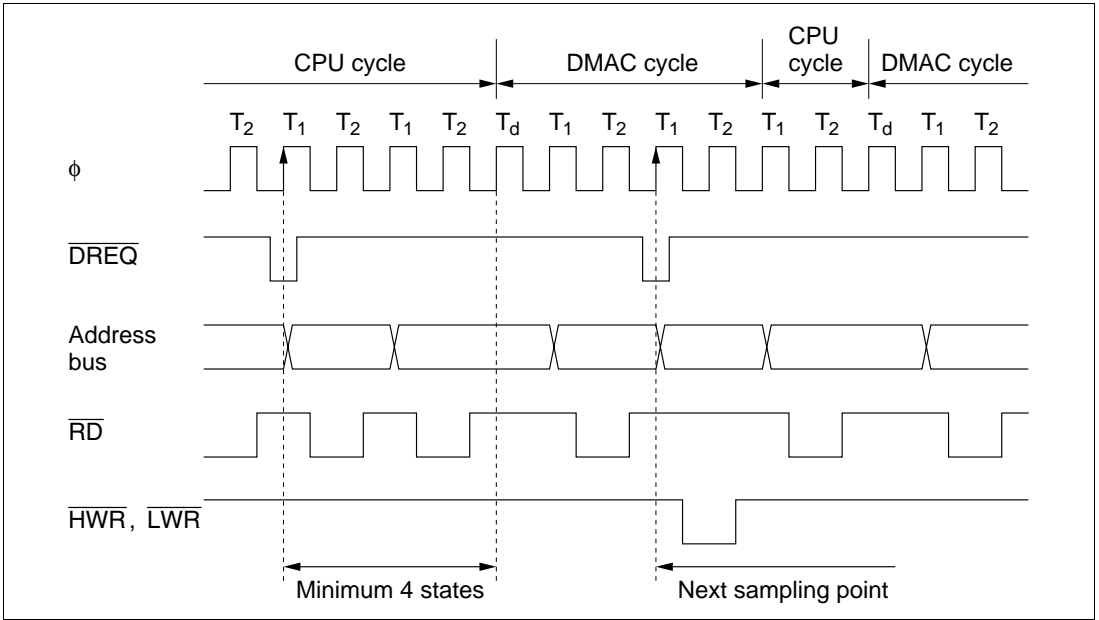 CPU cycle DMAC cycle CPU cycle DMAC cycle
T2 T1 T2 T1 T2 Td T1 T2 T1 T2 T1 T2 Td T1 T2
φ
DREQ
Address
bus
RD
HWR, LWR
Minimum 4 states Next sampling point